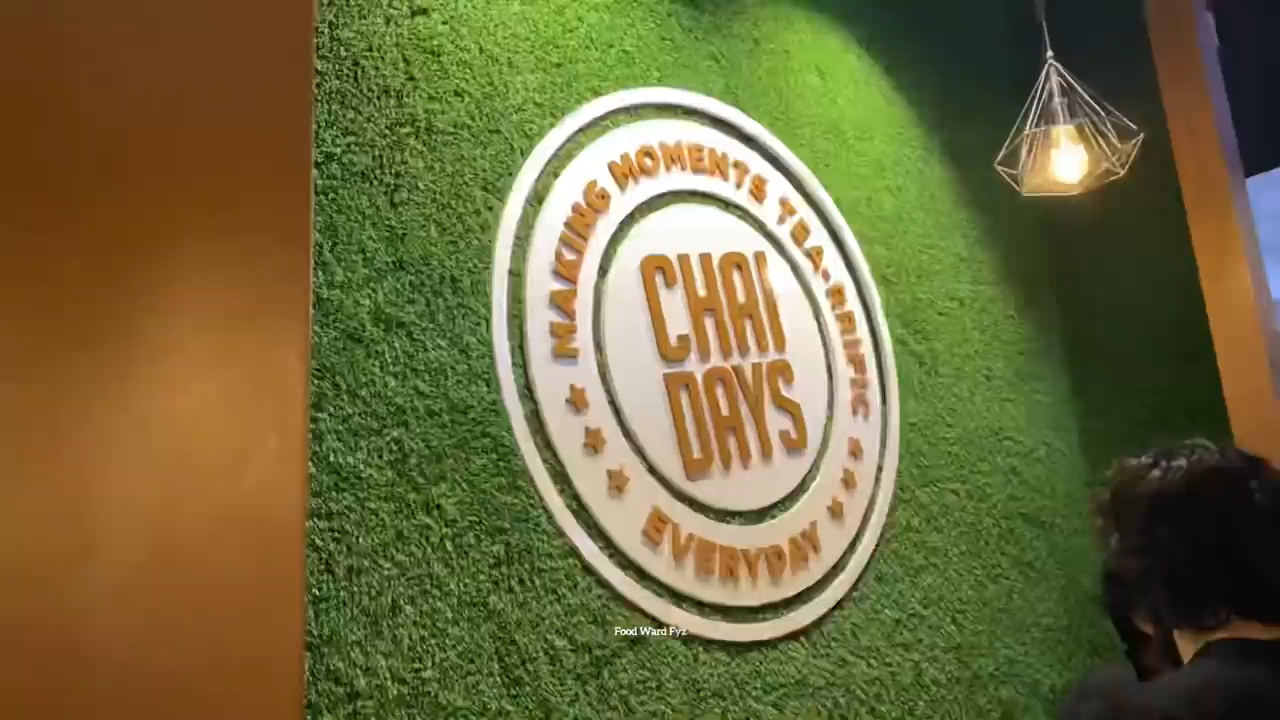 MAKING MOMENTS TEA-RRIFIC
CHAI
DAYS
EVERYDAY
Food Ward Fyz